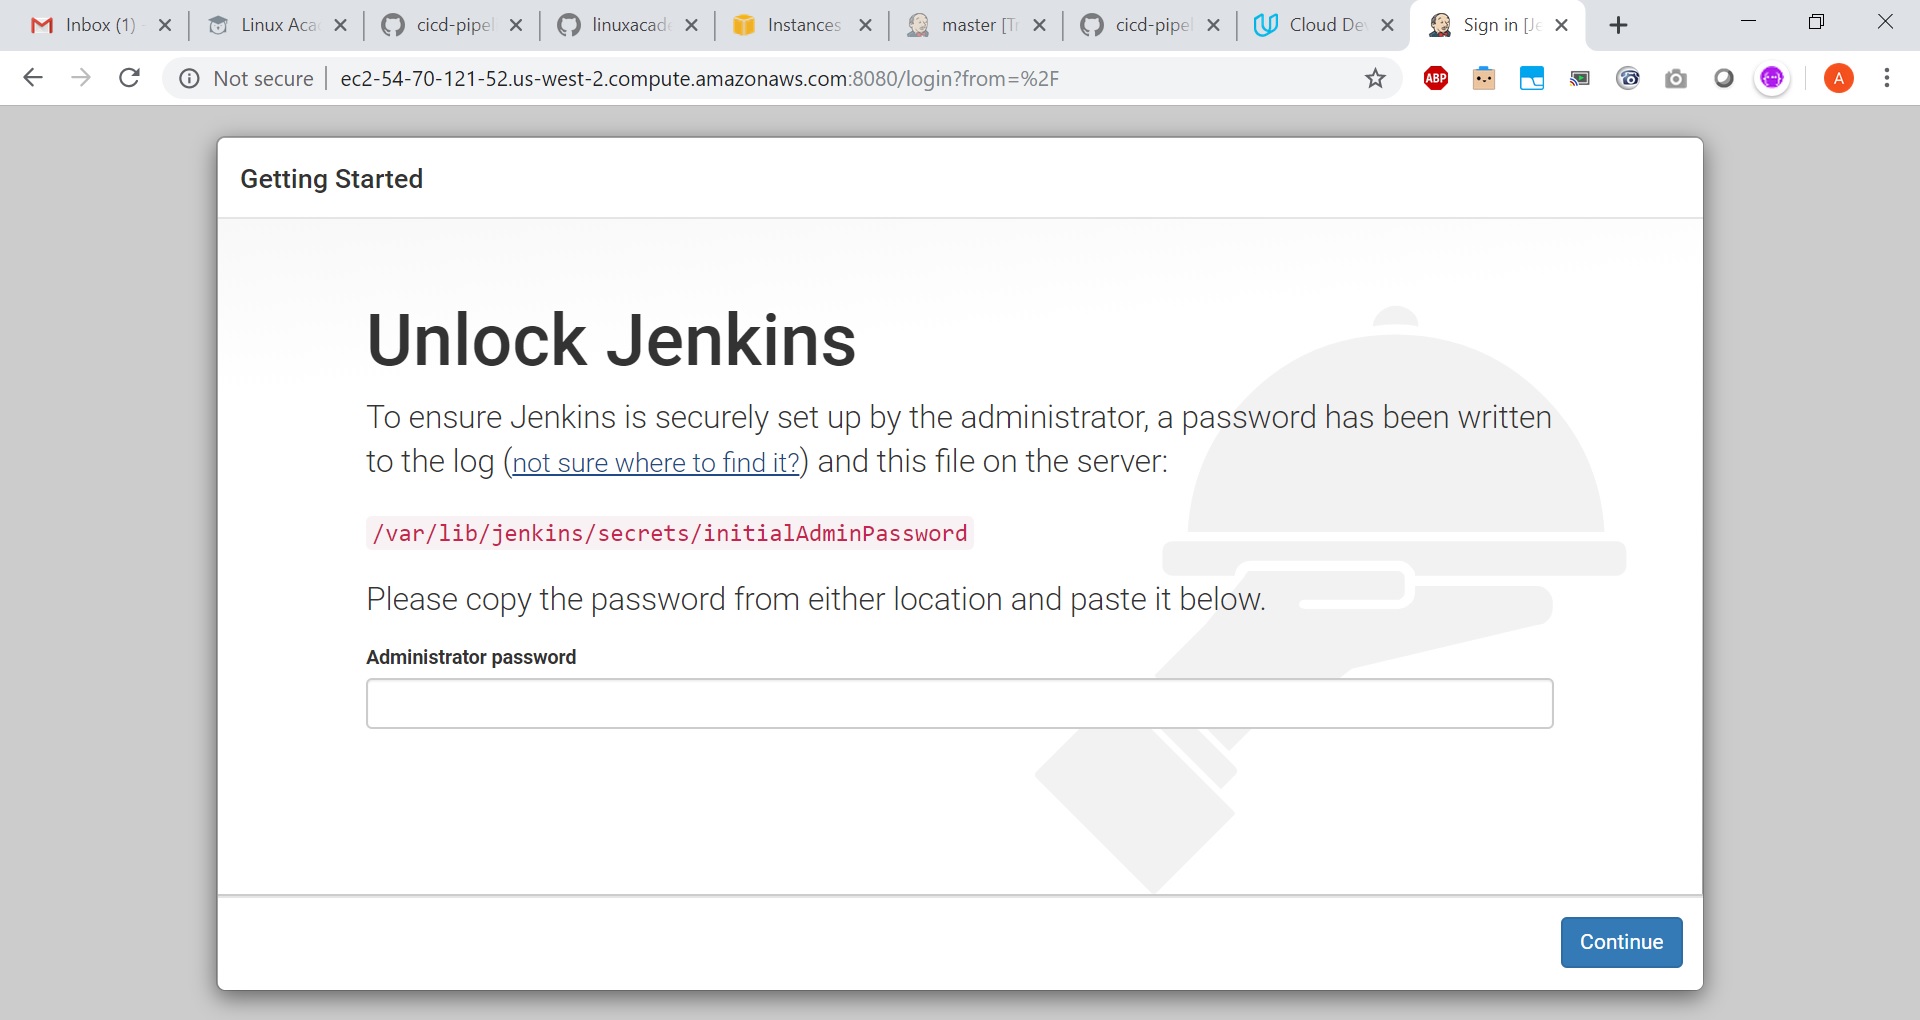 Inbox (1)
Linux Aca
cicd-pipel
linuxacad
Instances
master [Tr
cicd-pipel
Cloud De
Sign in [Je
Not secure
ec2-54-70-121-52.us-west-2.compute.amazonaws.com:8080/login?from=%2F
ABP
A
Getting Started
Unlock Jenkins
To ensure Jenkins is securely set up by the administrator, a password has been written
to the log (not sure where to find it?) and this file on the server:
/var/lib/jenkins/secrets/initialAdminPassword
Please copy the password from either location and paste it below.
Administrator password
Continue